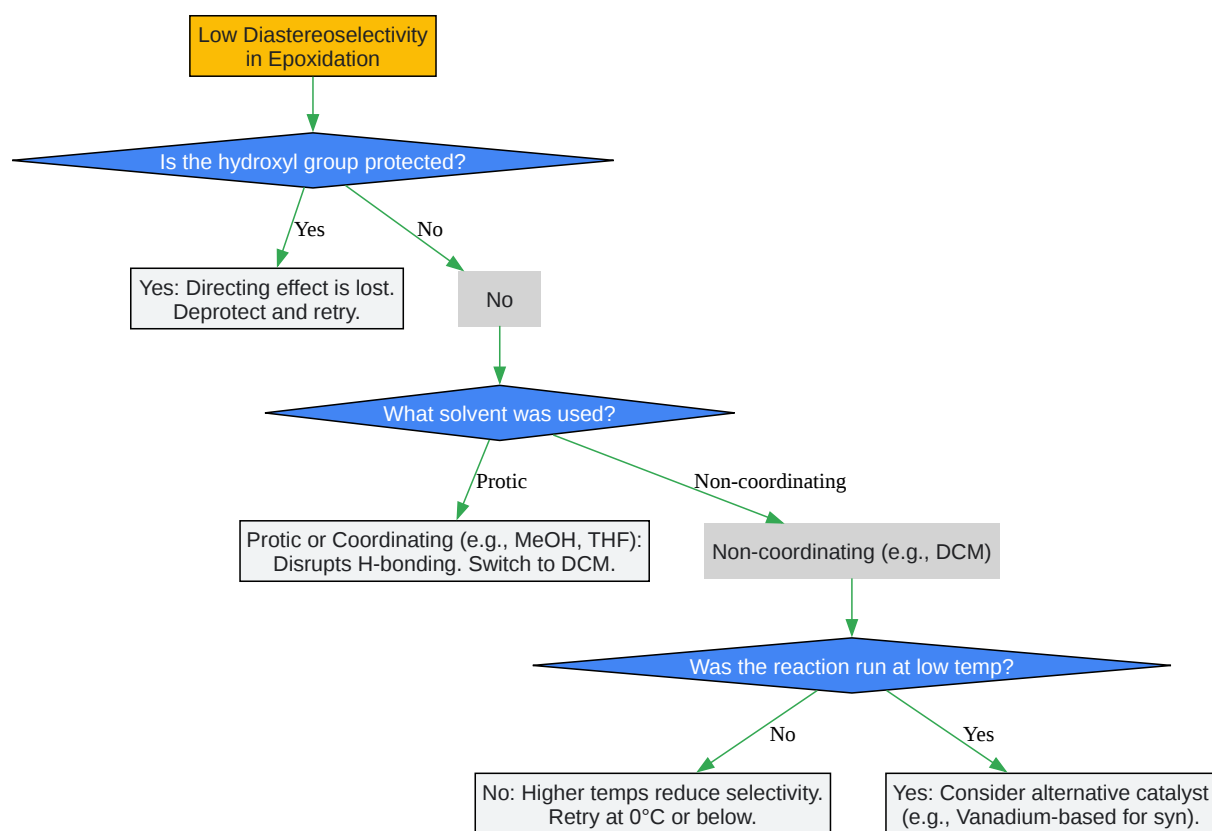 Low Diastereoselectivity
in Epoxidation
Is the hydroxyl group protected?
Yes
No
Yes: Directing effect is lost.
Deprotect and retry.
No
What solvent was used?
Protic
Non-coordinating
Protic or Coordinating (e.g., MeOH, THF):
Disrupts H-bonding. Switch to DCM.
Non-coordinating (e.g., DCM)
Was the reaction run at low temp?
No
Yes
No: Higher temps reduce selectivity.
Retry at 0°C or below.
Yes: Consider alternative catalyst
(e.g., Vanadium-based for syn).